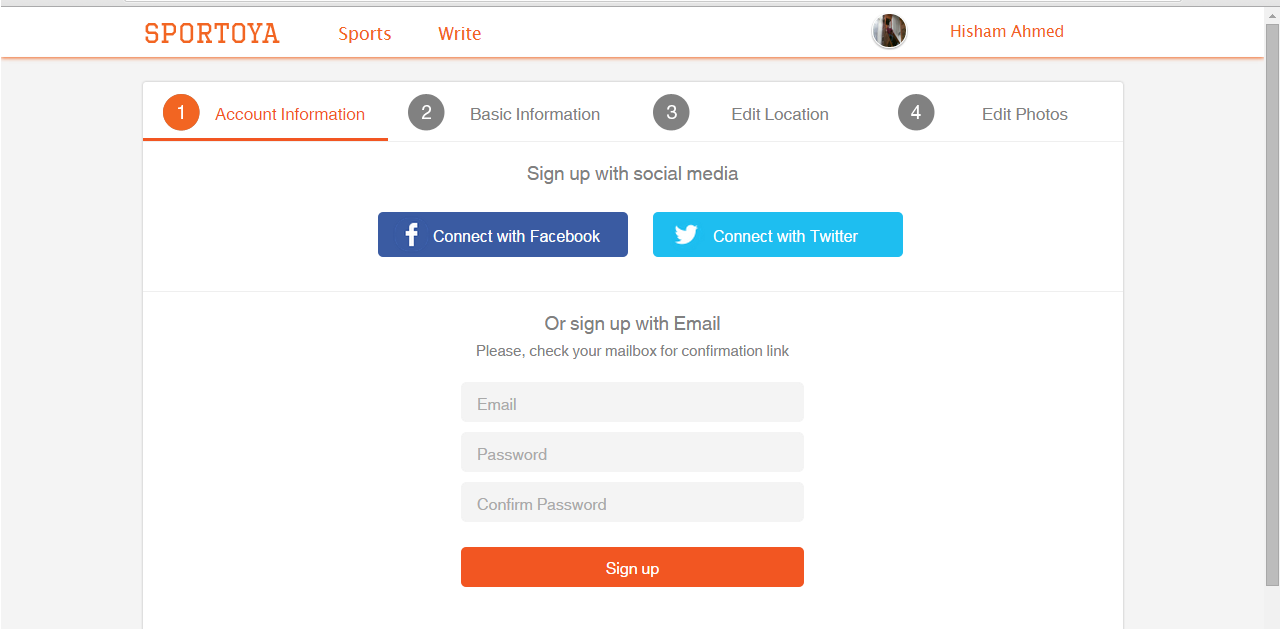 SPORTOYA Sports Write Hisham Ahmed
1 Account Information 2 Basic Information 3 Edit Location 4 Edit Photos
Sign up with social media
Connect with Facebook Connect with Twitter
Or sign up with Email
Please, check your mailbox for confirmation link
Email
Password
Confirm Password
Sign up